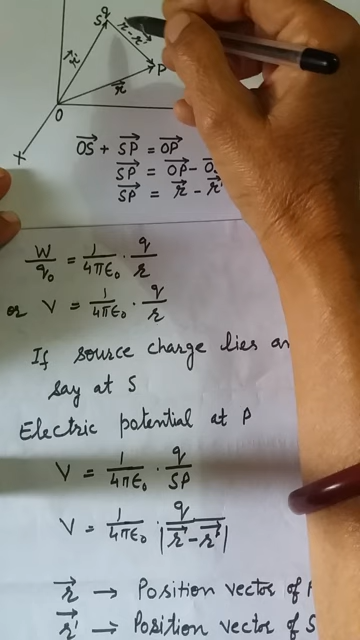 q
S
r⃗-r⃗'
r⃗'
P
r⃗
O
X
OS⃗ + SP⃗ = OP⃗
SP⃗ = OP⃗ -
SP⃗ = r⃗ - r⃗'
W/q₀ = 1/4πϵ₀ · q/r
or V = 1/4πϵ₀ · q/r
If source charge lies
say at S
Electric potential at P
V = 1/4πϵ₀ · q/SP
V = 1/4πϵ₀ · q/|r⃗ - r⃗'|
r⃗ → Position vector of
r⃗' → Position vector of S